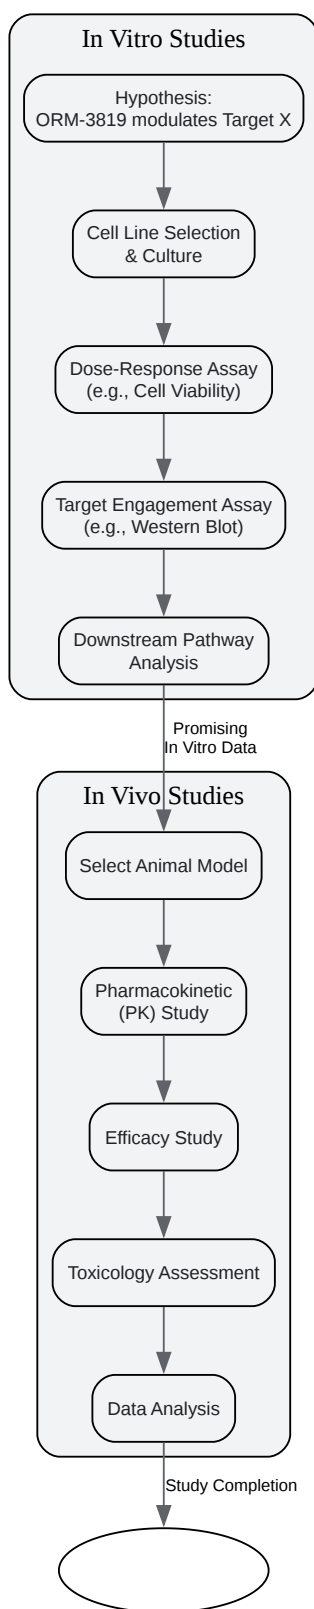 In Vitro Studies
Hypothesis:
ORM-3819 modulates Target X
Cell Line Selection
& Culture
Dose-Response Assay
(e.g., Cell Viability)
Target Engagement Assay
(e.g., Western Blot)
Downstream Pathway
Analysis
Promising
In Vitro Data
In Vivo Studies
Select Animal Model
Pharmacokinetic
(PK) Study
Efficacy Study
Toxicology Assessment
Data Analysis
Study Completion